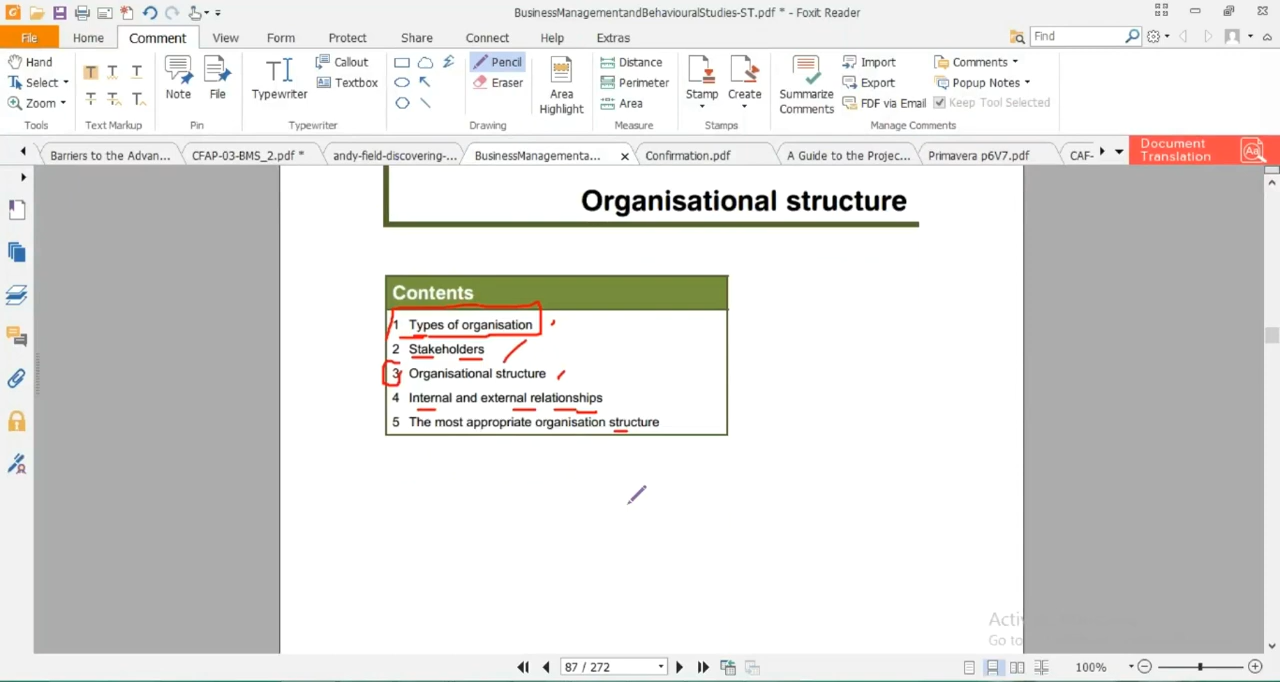 BusinessManagementandBehaviouralStudies-ST.pdf * - Foxit Reader
File Home Comment View Form Protect Share Connect Help Extras Find
Hand
Select
Zoom
Tools
T T T
T T T
Text Markup
Note File
Pin
Typewriter
Callout
Textbox
Typewriter
Pencil
Eraser
Drawing
Area Highlight
Distance
Perimeter
Area
Measure
Stamp Create
Stamps
Summarize Comments
Import
Export
FDF via Email
Comments
Popup Notes
Keep Tool Selected
Manage Comments
Barriers to the Advan... CFAP-03-BMS_2.pdf * andy-field-discovering-... BusinessManagementa... Confirmation.pdf A Guide to the Projec... Primavera p6V7.pdf CAF-
Document Translation
Organisational structure
Contents
1 Types of organisation
2 Stakeholders
3 Organisational structure
4 Internal and external relationships
5 The most appropriate organisation structure
Go to
87 / 272
100%